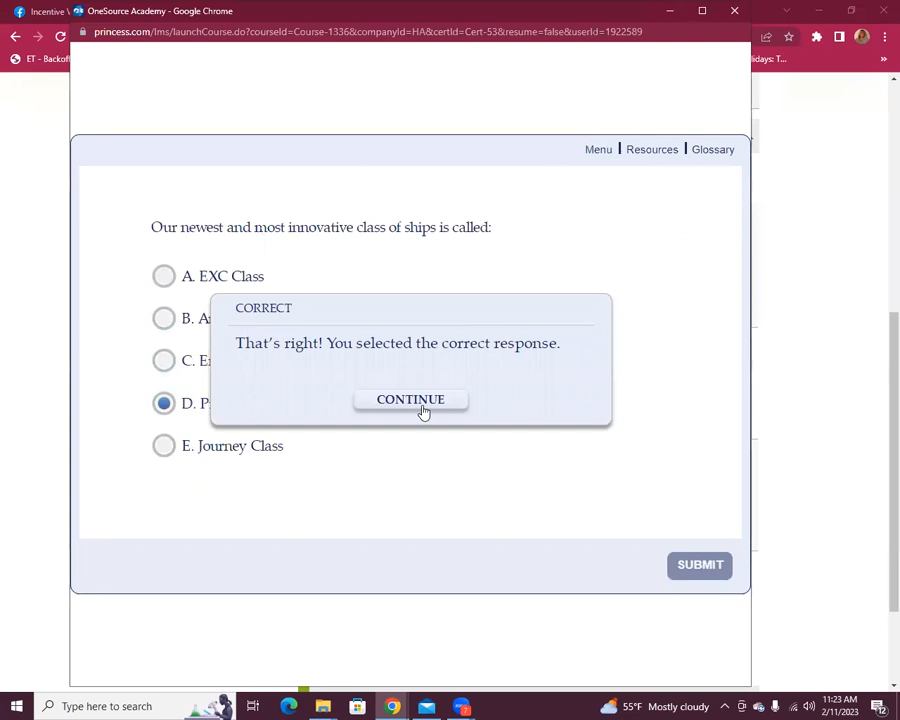 Incentive V
OneSource Academy - Google Chrome
princess.com/lms/launchCourse.do?courseId=Course-1336&companyId=HA&certId=Cert-53&resume=false&userId=1922589
ET - Backoff
lidays: T...
»
Menu | Resources | Glossary
Our newest and most innovative class of ships is called:
A. EXC Class
B. A
C. E
D. P
E. Journey Class
CORRECT
That's right! You selected the correct response.
CONTINUE
SUBMIT
Type here to search
55°F Mostly cloudy
11:23 AM
2/11/2023
12